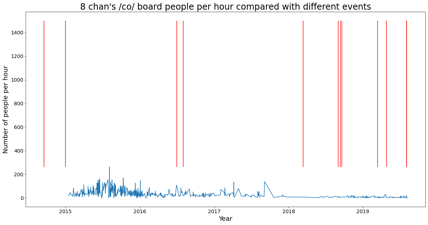 8 chan's /co/ board people per hour compared with different events
Number of people per hour
1400
1200
1000
800
600
400
200
0
2015 2016 2017 2018 2019
Year